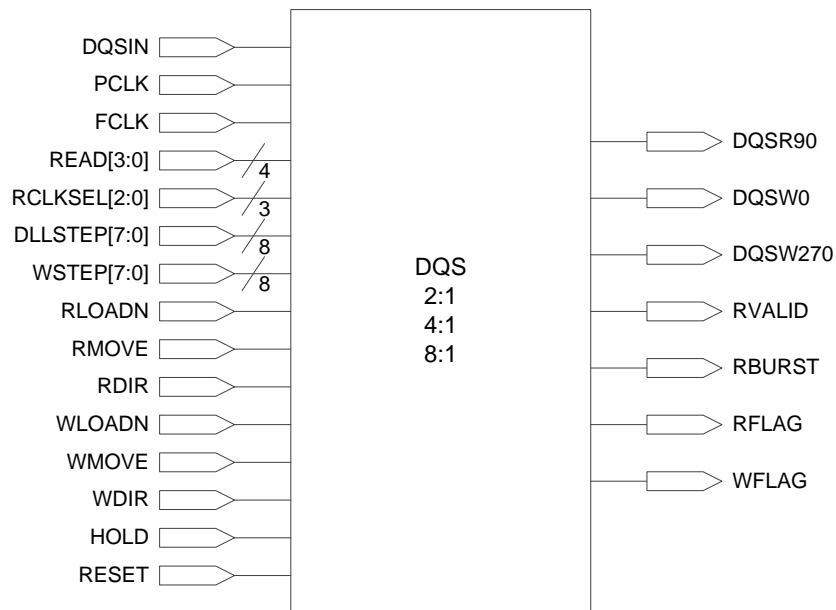 DQSIN
PCLK
FCLK
READ[3:0]
4
RCLKSEL[2:0]
3
DLLSTEP[7:0]
8
WSTEP[7:0]
8
RLOADN
RMOVE
RDIR
WLOADN
WMOVE
WDIR
HOLD
RESET
DQS
2:1
4:1
8:1
DQSR90
DQSW0
DQSW270
RVALID
RBURST
RFLAG
WFLAG